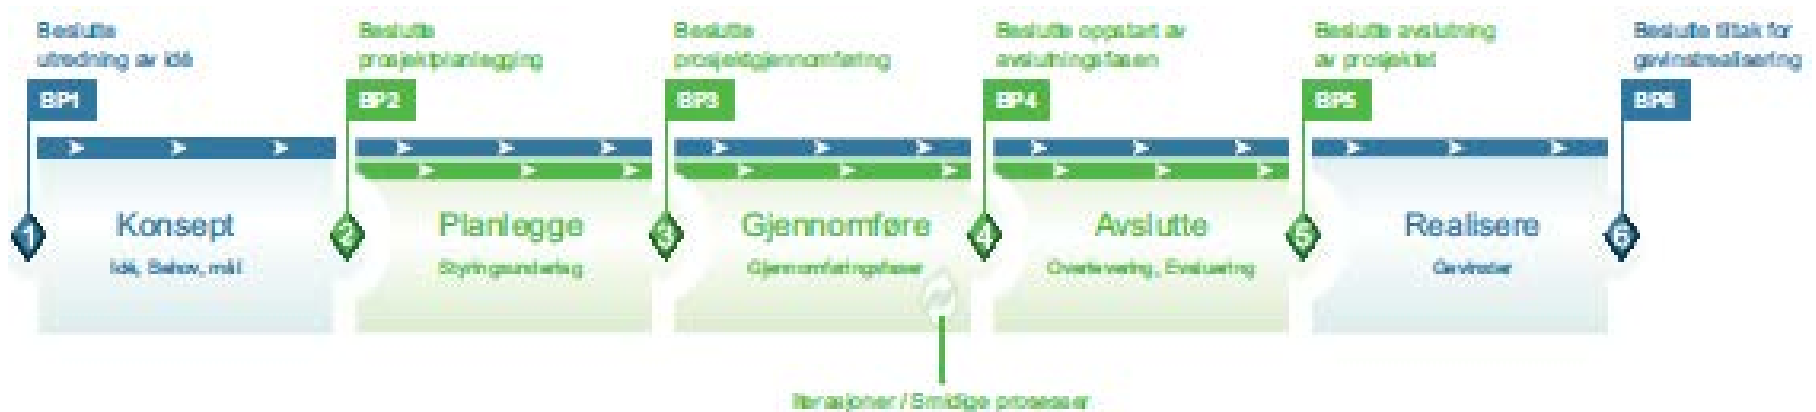 Beslutte
utredning av idé
BP1
Beslutte
prosjektplanlegging
BP2
Beslutte
prosjektgjennomføring
BP3
Beslutte oppstart av
avslutningsfasen
BP4
Beslutte avslutning
av prosjektet
BP5
Beslutte tiltak for
gevinstrealisering
BP6
1
Konsept
Idé, Behov, mål
2
Planlegge
Styringsunderlag
3
Gjennomføre
Gjennomføringsfaser
4
Avslutte
Overlevering, Evaluering
5
Realisere
Gevinster
6
Iterasjoner / Smidige prosesser